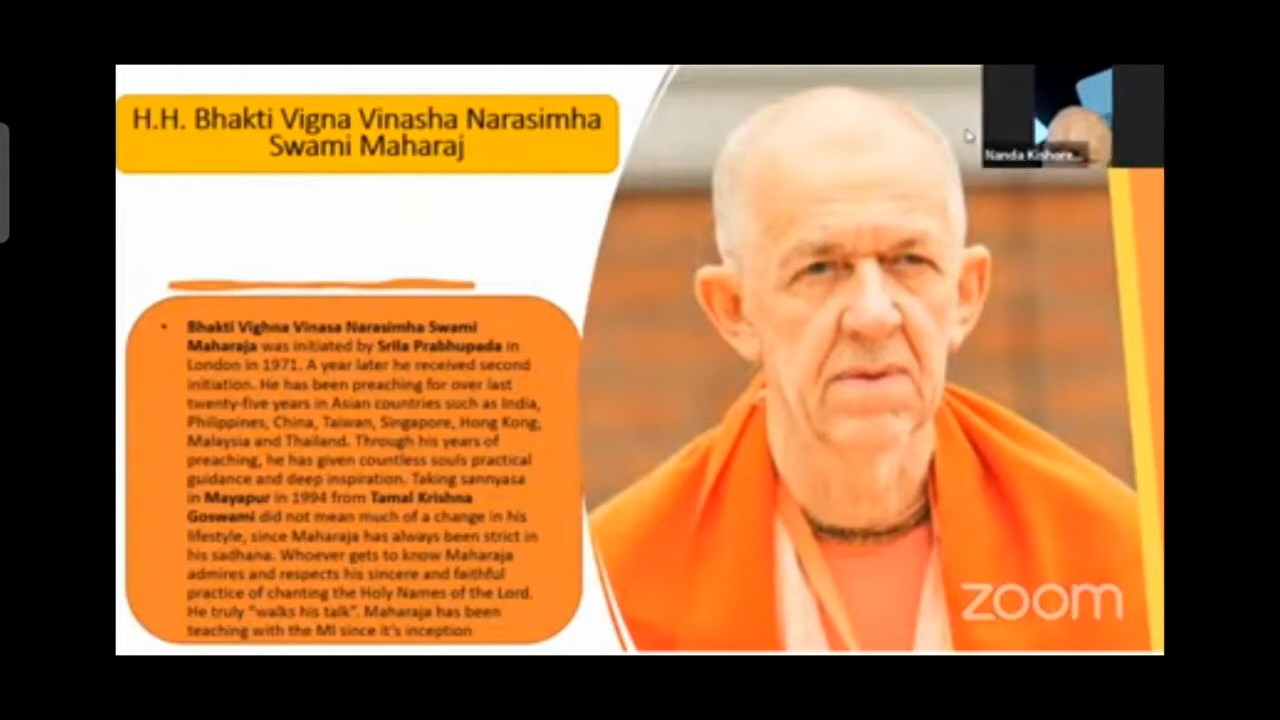 H.H. Bhakti Vigna Vinasha Narasimha
Swami Maharaj
Nanda Kishore...
• Bhakti Vighna Vinasa Narasimha Swami
Maharaja was initiated by Srila Prabhupada in
London in 1971. A year later he received second
initiation. He has been preaching for over last
twenty-five years in Asian countries such as India,
Philippines, China, Taiwan, Singapore, Hong Kong,
Malaysia and Thailand. Through his years of
preaching, he has given countless souls practical
guidance and deep inspiration. Taking sannyasa
in Mayapur in 1994 from Tamal Krishna
Goswami did not mean much of a change in his
lifestyle, since Maharaja has always been strict in
his sadhana. Whoever gets to know Maharaja
admires and respects his sincere and faithful
practice of chanting the Holy Names of the Lord.
He truly "walks his talk". Maharaja has been
teaching with the MI since it's inception
zoom